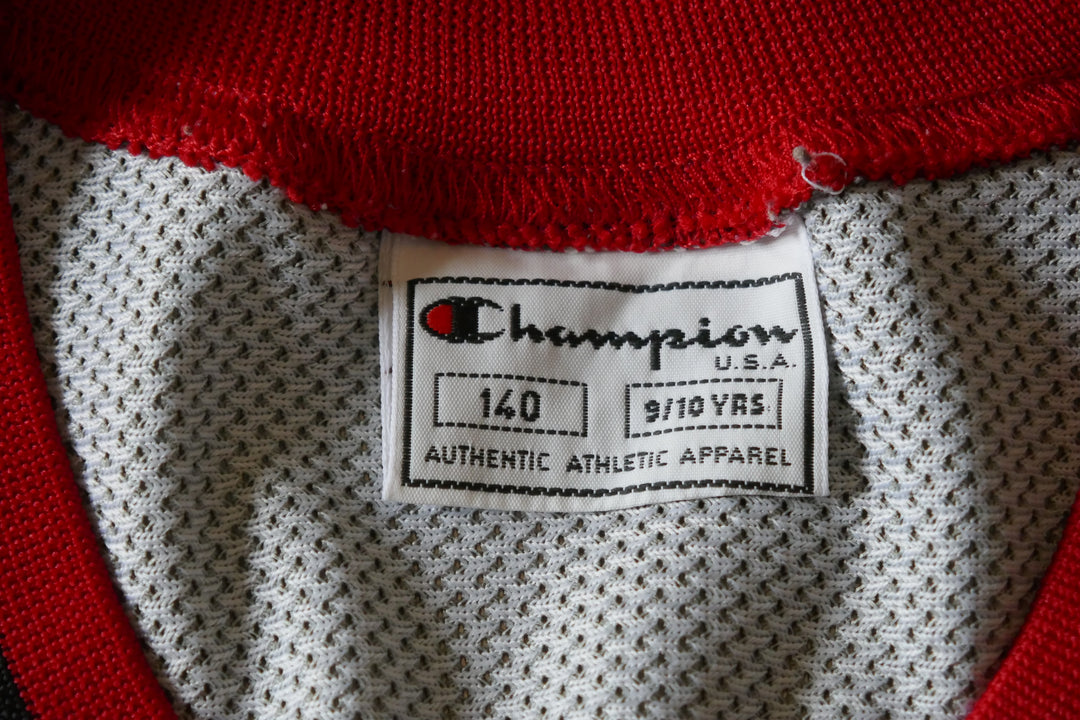 Champion
U.S.A.
140 9/10 YRS
AUTHENTIC ATHLETIC APPAREL